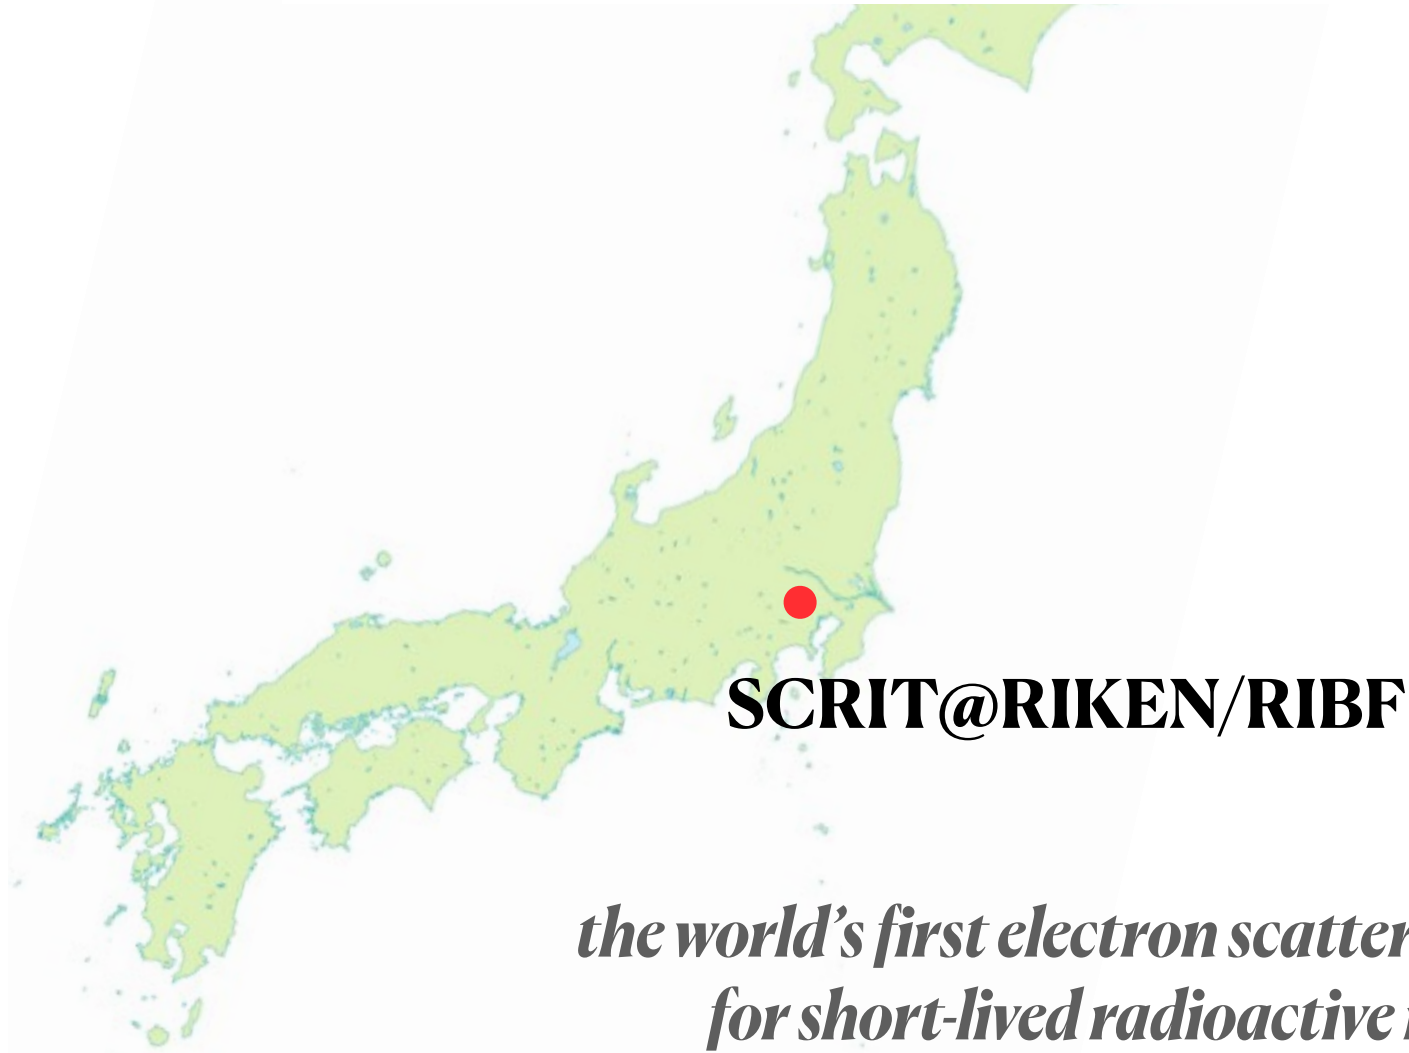 SCRIT@RIKEN/RIBF
the world's first electron scatter
for short-lived radioactive